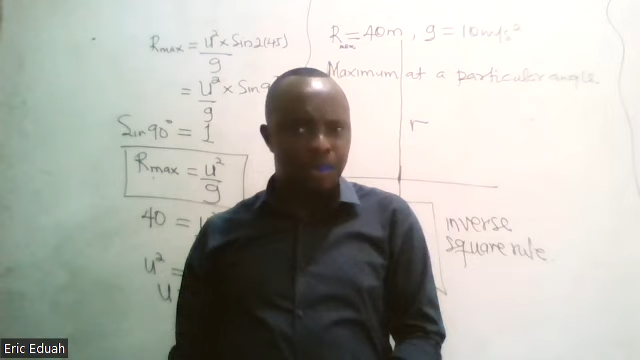 Rmax = u² × Sin2(45)
g
= u² × Sin9
g
Sin90° = 1
Rmax = u²
g
40 =
u² =
u
Rmax = 40m, g = 10m/s²
Maximum at a particular angle
r
inverse
square rule
Eric Eduah